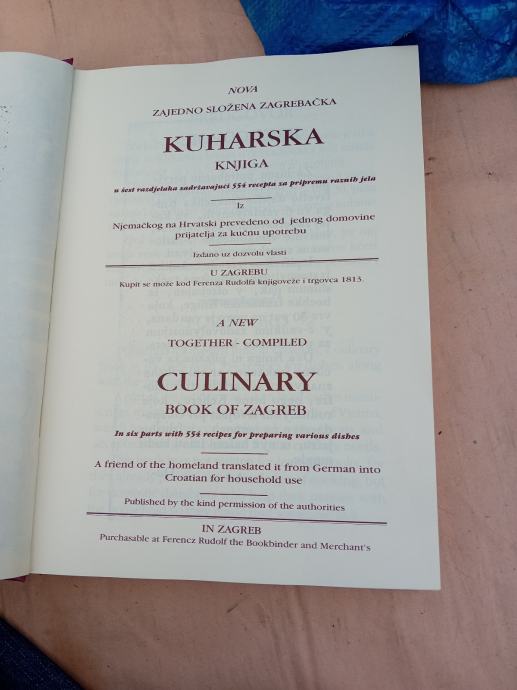 NOVA
ZAJEDNO SLOŽENA ZAGREBAČKA
KUHARSKA
KNJIGA
u šest razdjelaka sadržavajući 554 recepta za pripremu raznih jela
Iz
Njemačkog na Hrvatski prevedeno od jednog domovine
prijatelja za kućnu upotrebu
Izdano uz dozvolu vlasti
U ZAGREBU
Kupit se može kod Ferenza Rudolfa knjigoveže i trgovca 1813.
A NEW
TOGETHER - COMPILED
CULINARY
BOOK OF ZAGREB
In six parts with 554 recipes for preparing various dishes
A friend of the homeland translated it from German into
Croatian for household use
Published by the kind permission of the authorities
IN ZAGREB
Purchasable at Ferencz Rudolf the Bookbinder and Merchant's